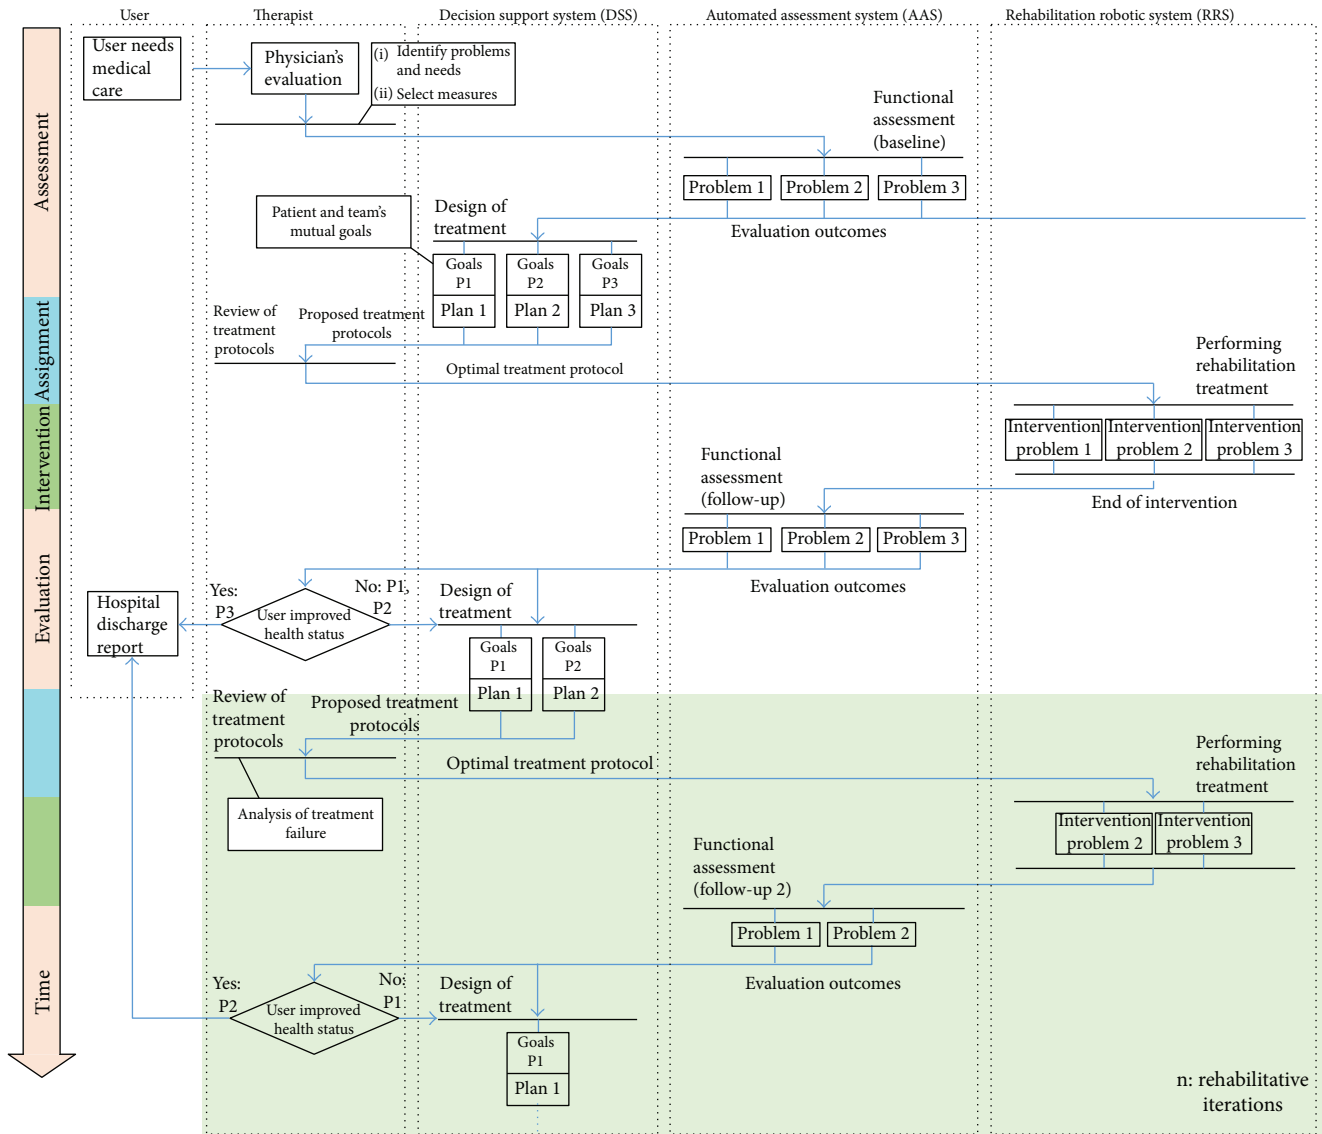 User
Therapist
Decision support system (DSS)
Automated assessment system (AAS)
Rehabilitation robotic system (RRS)
User needs
medical
care
Physician's
evaluation
(i) Identify problems
and needs
(ii) Select measures
Functional
assessment
(baseline)
Problem 1
Problem 2
Problem 3
Evaluation outcomes
Assessment
Patient and team's
mutual goals
Design of
treatment
Goals
P1
Plan 1
Goals
P2
Plan 2
Goals
P3
Plan 3
Assignment
Review of
treatment
protocols
Proposed treatment
protocols
Optimal treatment protocol
Performing
rehabilitation
treatment
Intervention
Intervention
problem 1
Intervention
problem 2
Intervention
problem 3
End of intervention
Functional
assessment
(follow-up)
Problem 1
Problem 2
Problem 3
Evaluation outcomes
Evaluation
Hospital
discharge
report
Yes:
P3
User improved
health status
No: P1,
P2
Design of
treatment
Goals
P1
Plan 1
Goals
P2
Plan 2
Review of
treatment
protocols
Proposed treatment
protocols
Optimal treatment protocol
Performing
rehabilitation
treatment
Analysis of treatment
failure
Intervention
problem 2
Intervention
problem 3
Functional
assessment
(follow-up 2)
Problem 1
Problem 2
Evaluation outcomes
Time
Yes:
P2
User improved
health status
No:
P1
Design of
treatment
Goals
P1
Plan 1
n: rehabilitative
iterations